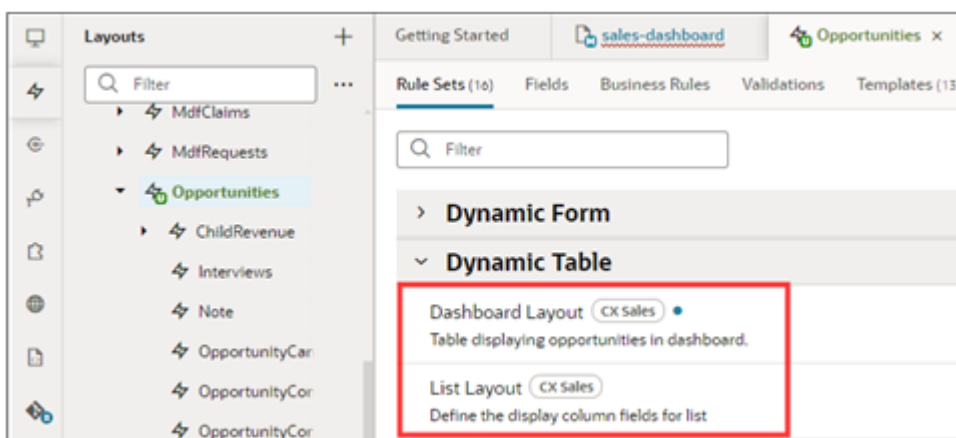 Layouts
Getting Started
sales-dashboard
Opportunities
Filter
Rule Sets (16)
Fields
Business Rules
Validations
Templates (13
MdfClaims
MdfRequests
Opportunities
ChildRevenue
Interviews
Note
OpportunityCar
OpportunityCor
OpportunityCor
Filter
Dynamic Form
Dynamic Table
Dashboard Layout CX Sales
Table displaying opportunities in dashboard.
List Layout CX Sales
Define the display column fields for list